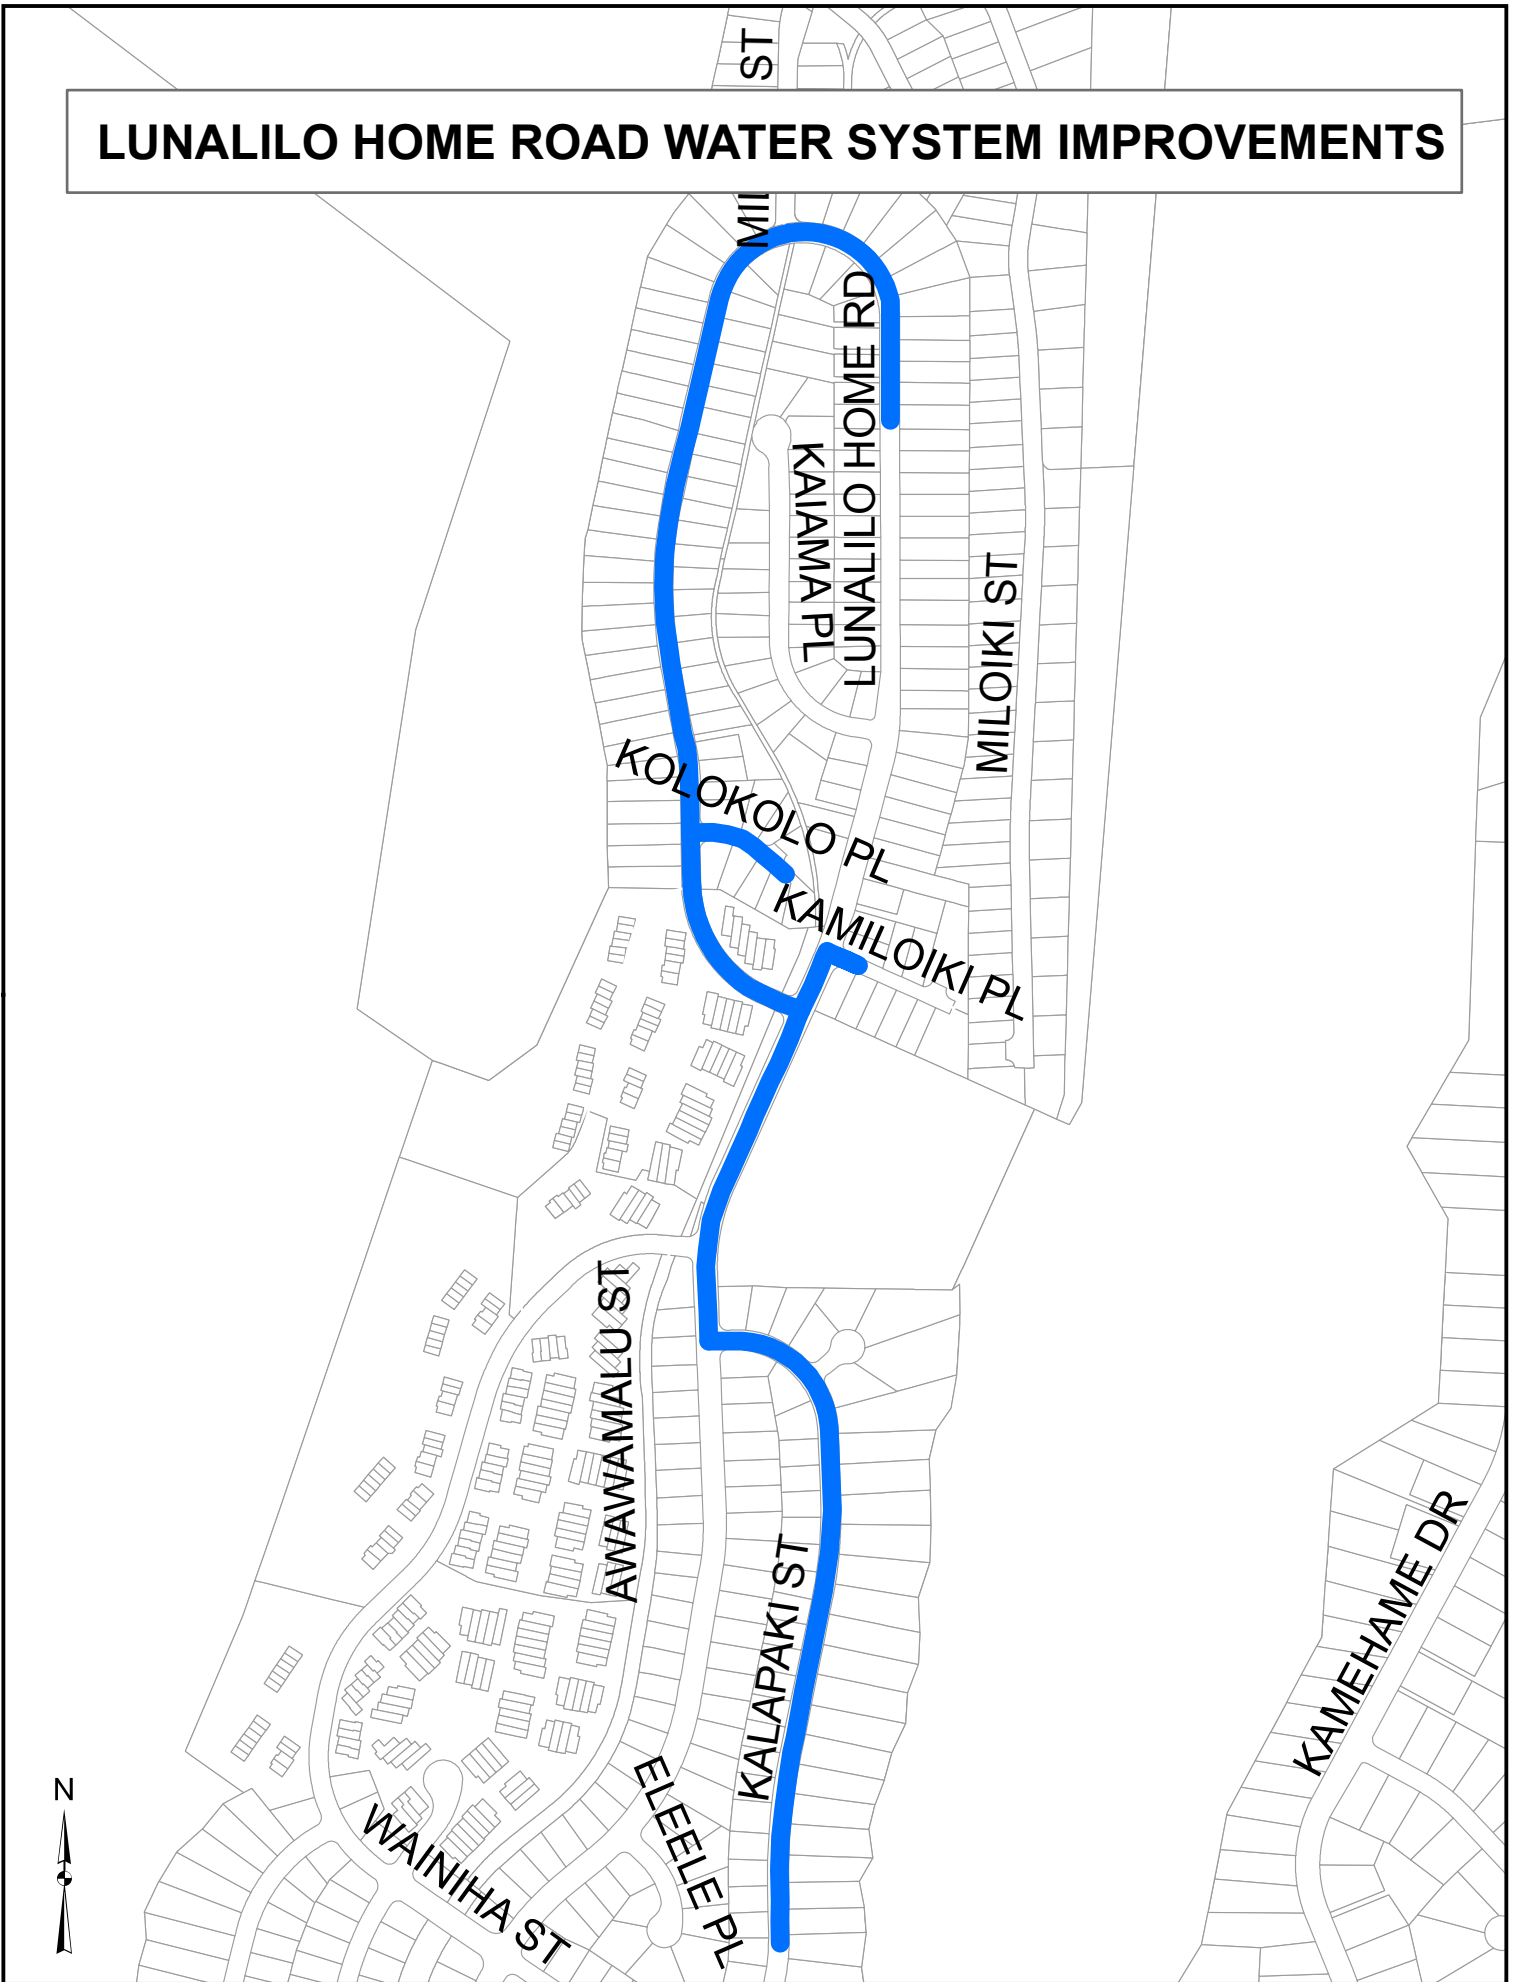 ST
LUNALILO HOME ROAD WATER SYSTEM IMPROVEMENTS
LUNALILO HOME RD
KAIAMA PL
MILOIKI ST
KOLOKOLO PL
KAMILOIKI PL
AWAWAMALU ST
KALAPAKI ST
KAMEHAME DR
ELEELE PL
WAINIHA ST
N